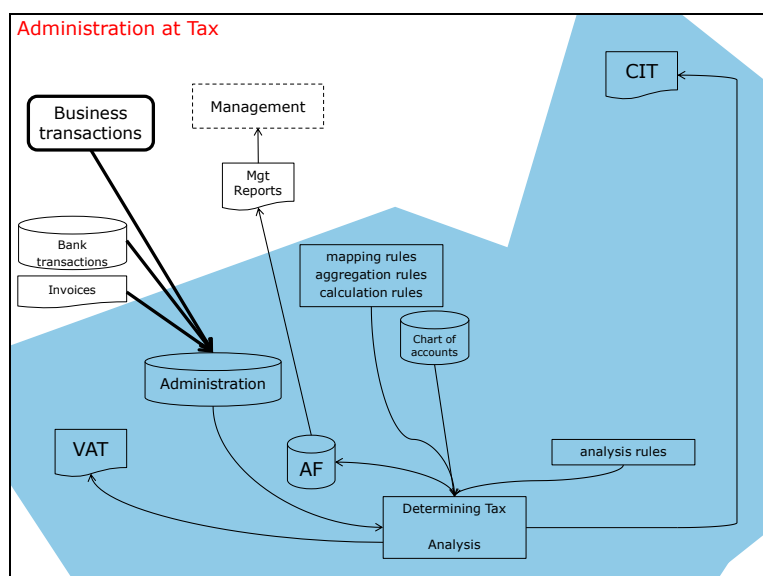 Administration at Tax
CIT
Business
transactions
Management
Mgt
Reports
Bank
transactions
Invoices
mapping rules
aggregation rules
calculation rules
Chart of
accounts
Administration
VAT
AF
analysis rules
Determining Tax
Analysis